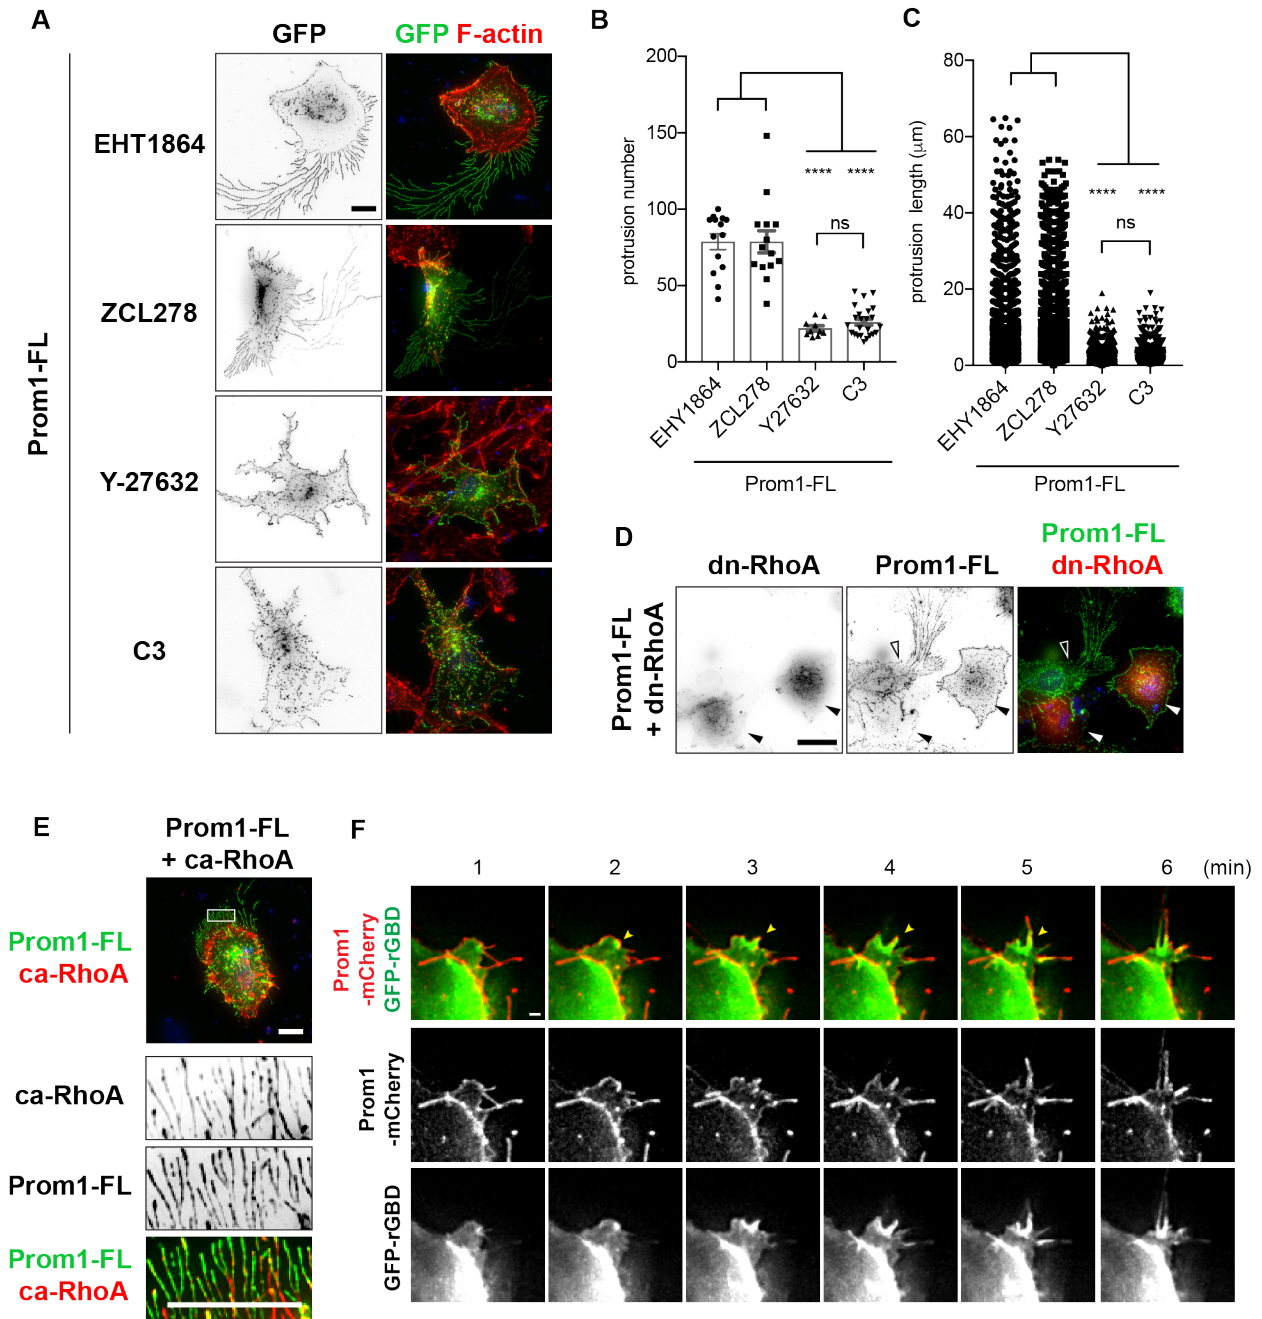 A
GFP
GFP F-actin
Prom1-FL
EHT1864
ZCL278
Y-27632
C3
B
protrusion number
200
150
100
50
0
****
****
ns
EHY1864
ZCL278
Y27632
C3
Prom1-FL
C
protrusion length (μm)
80
60
40
20
0
****
****
ns
EHY1864
ZCL278
Y27632
C3
Prom1-FL
D
dn-RhoA
Prom1-FL
Prom1-FL
dn-RhoA
Prom1-FL
+ dn-RhoA
E
Prom1-FL
+ ca-RhoA
Prom1-FL
ca-RhoA
ca-RhoA
Prom1-FL
Prom1-FL
ca-RhoA
F
1 2 3 4 5 6 (min)
Prom1
-mCherry
GFP-rGBD
Prom1
-mCherry
GFP-rGBD